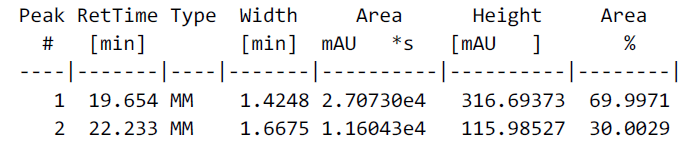 Peak RetTime Type  Width     Area      Height     Area
  #   [min]        [min]   mAU   *s   [mAU   ]      %
----|-------|----|-------|----------|----------|--------|
   1  19.654 MM    1.4248 2.70730e4   316.69373  69.9971
   2  22.233 MM    1.6675 1.16043e4   115.98527  30.0029